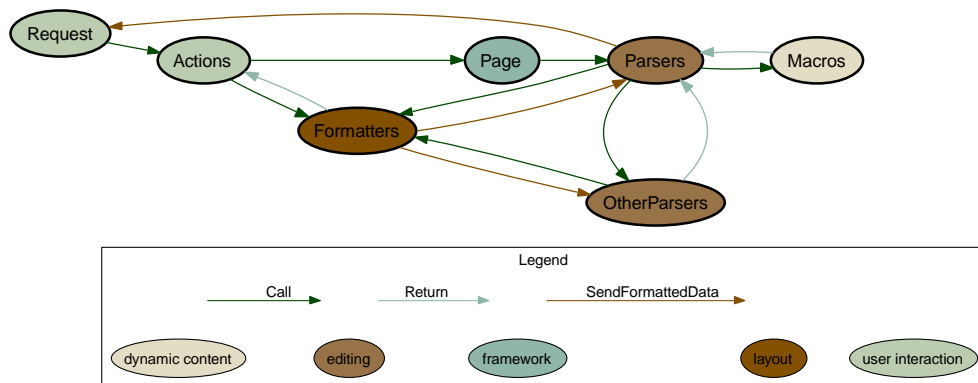 Request
Actions
Page
Parsers
Macros
Formatters
OtherParsers
Legend
Call
Return
SendFormattedData
dynamic content
editing
framework
layout
user interaction